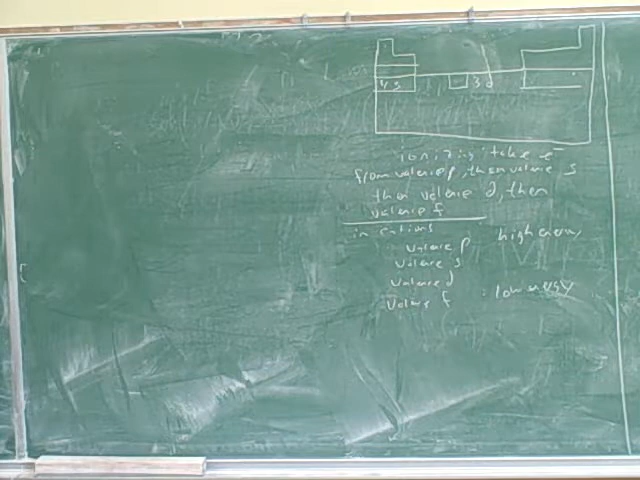 4s 3d
ionizing take e⁻
from valence p, then valence s
then valence d, then
valence f
in cations
valence p high energy
valence s
valence d
valence f low energy